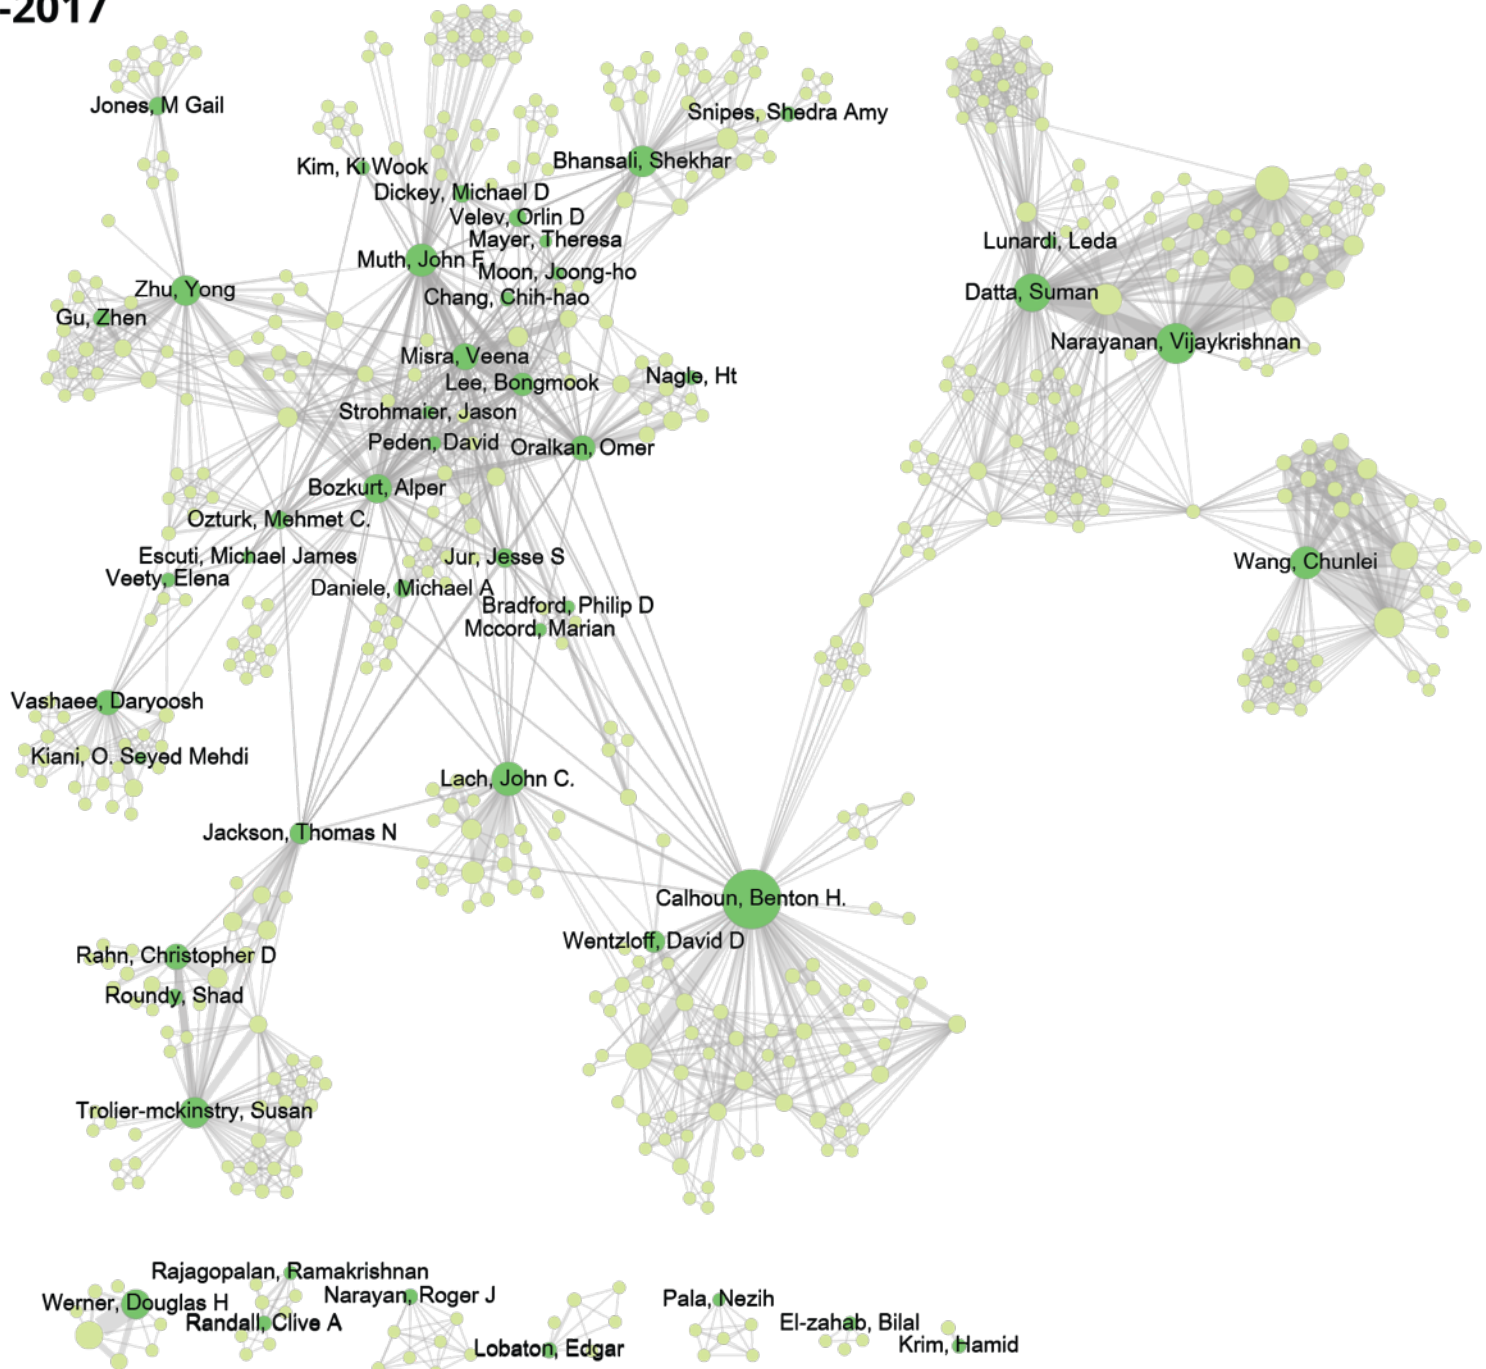 -2017
Jones, M Gail
Snipes, Shedra Amy
Kim, Ki Wook
Bhansali, Shekhar
Dickey, Michael D
Velev, Orlin D
Mayer, Theresa
Lunardi, Leda
Muth, John F
Moon, Joong-ho
Zhu, Yong
Chang, Chih-hao
Datta, Suman
Gu, Zhen
Narayanan, Vijaykrishnan
Misra, Veena
Lee, Bongmook
Nagle, Ht
Strohmaier, Jason
Peden, David
Oralkan, Omer
Bozkurt, Alper
Ozturk, Mehmet C.
Escuti, Michael James
Jur, Jesse S
Wang, Chunlei
Veety, Elena
Daniele, Michael A
Bradford, Philip D
Mccord, Marian
Vashaee, Daryoosh
Kiani, O. Seyed Mehdi
Lach, John C.
Jackson, Thomas N
Calhoun, Benton H.
Wentzloff, David D
Rahn, Christopher D
Roundy, Shad
Trolier-mckinstry, Susan
Rajagopalan, Ramakrishnan
Narayan, Roger J
Pala, Nezih
Werner, Douglas H
Randall, Clive A
El-zahab, Bilal
Krim, Hamid
Lobaton, Edgar